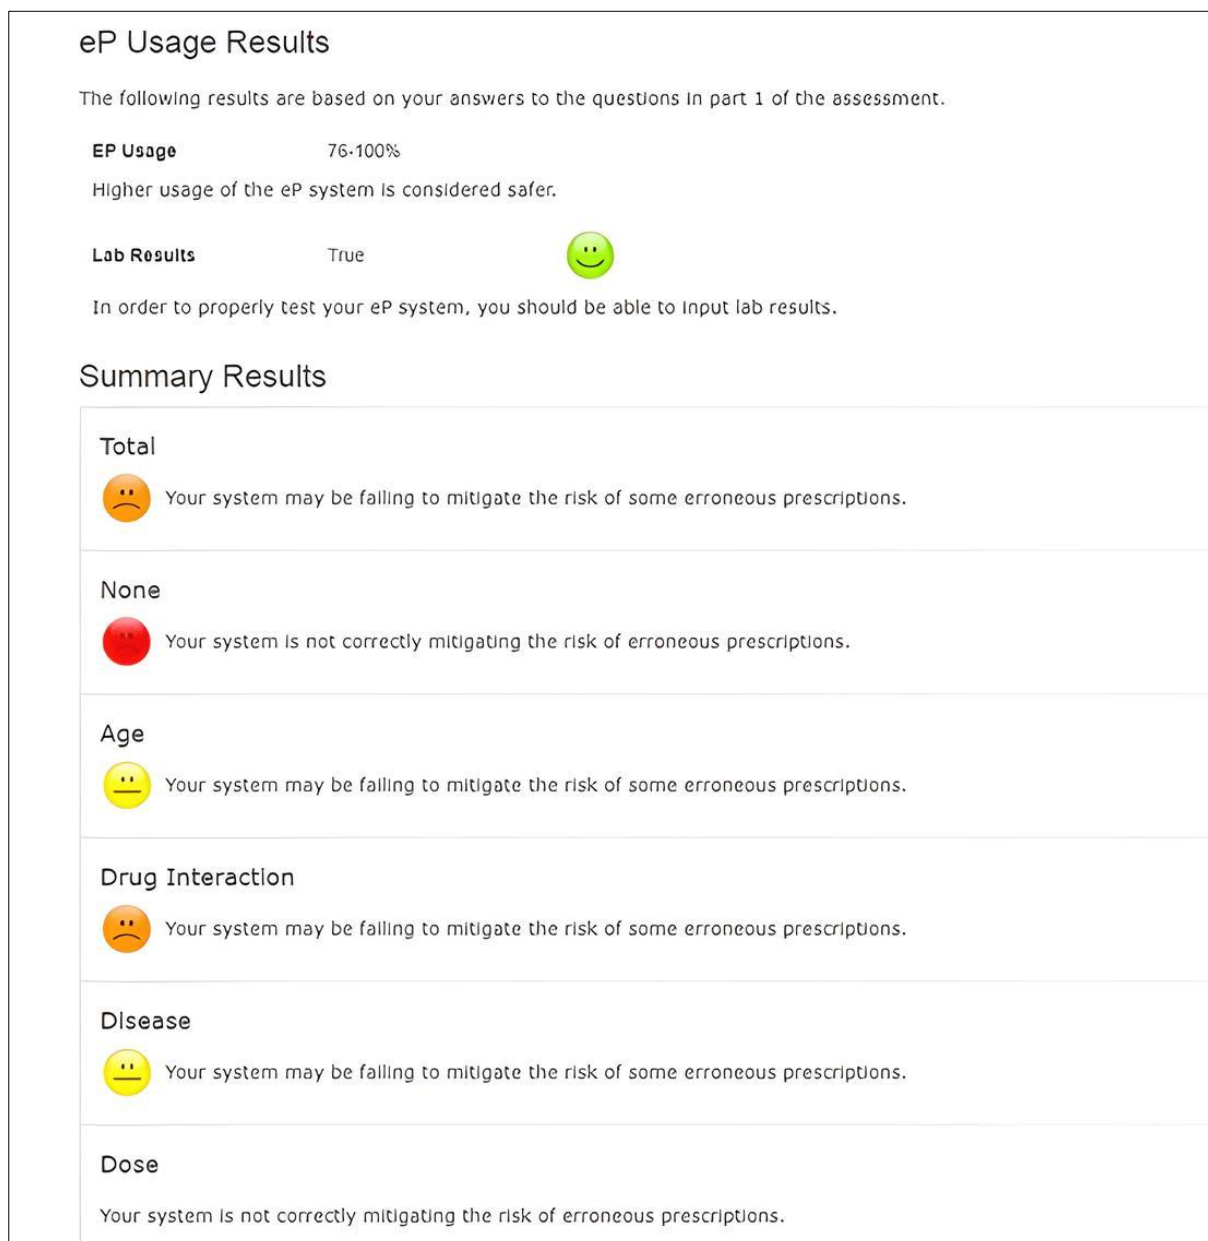 eP Usage Results
The following results are based on your answers to the questions in part 1 of the assessment.
EP Usage 76-100%
Higher usage of the eP system is considered safer.
Lab Results True
In order to properly test your eP system, you should be able to input lab results.
Summary Results
Total
Your system may be failing to mitigate the risk of some erroneous prescriptions.
None
Your system is not correctly mitigating the risk of erroneous prescriptions.
Age
Your system may be failing to mitigate the risk of some erroneous prescriptions.
Drug Interaction
Your system may be failing to mitigate the risk of some erroneous prescriptions.
Disease
Your system may be failing to mitigate the risk of some erroneous prescriptions.
Dose
Your system is not correctly mitigating the risk of erroneous prescriptions.